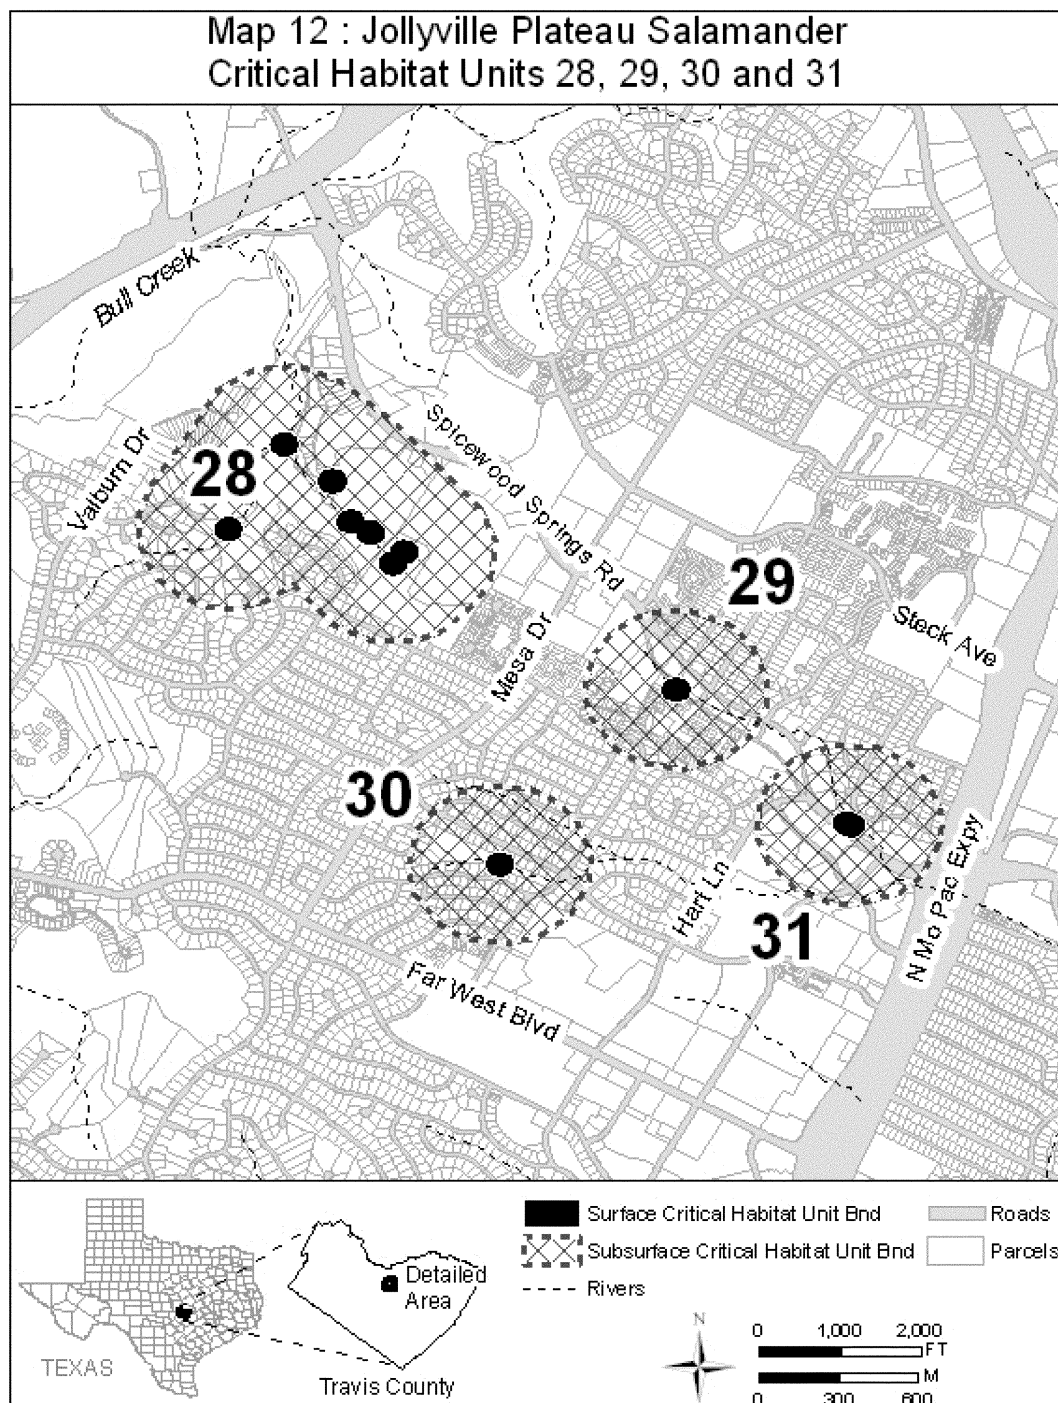 Map 12 : Jollyville Plateau Salamander
Critical Habitat Units 28, 29, 30 and 31
Bull Creek
Valburn Dr
28
Spicewood Springs Rd
29
Mesa Dr
Steck Ave
30
Hart Ln
31
N Mo Pac Expy
Far West Blvd
Surface Critical Habitat Unit Bnd
Roads
Subsurface Critical Habitat Unit Bnd
Parcels
Rivers
Detailed
Area
TEXAS
Travis County
N
0 1,000 2,000
FT
M
0 300 600